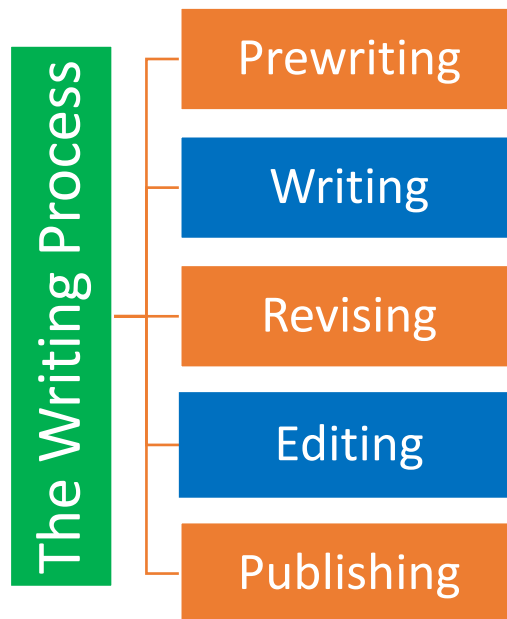 The Writing Process
Prewriting
Writing
Revising
Editing
Publishing